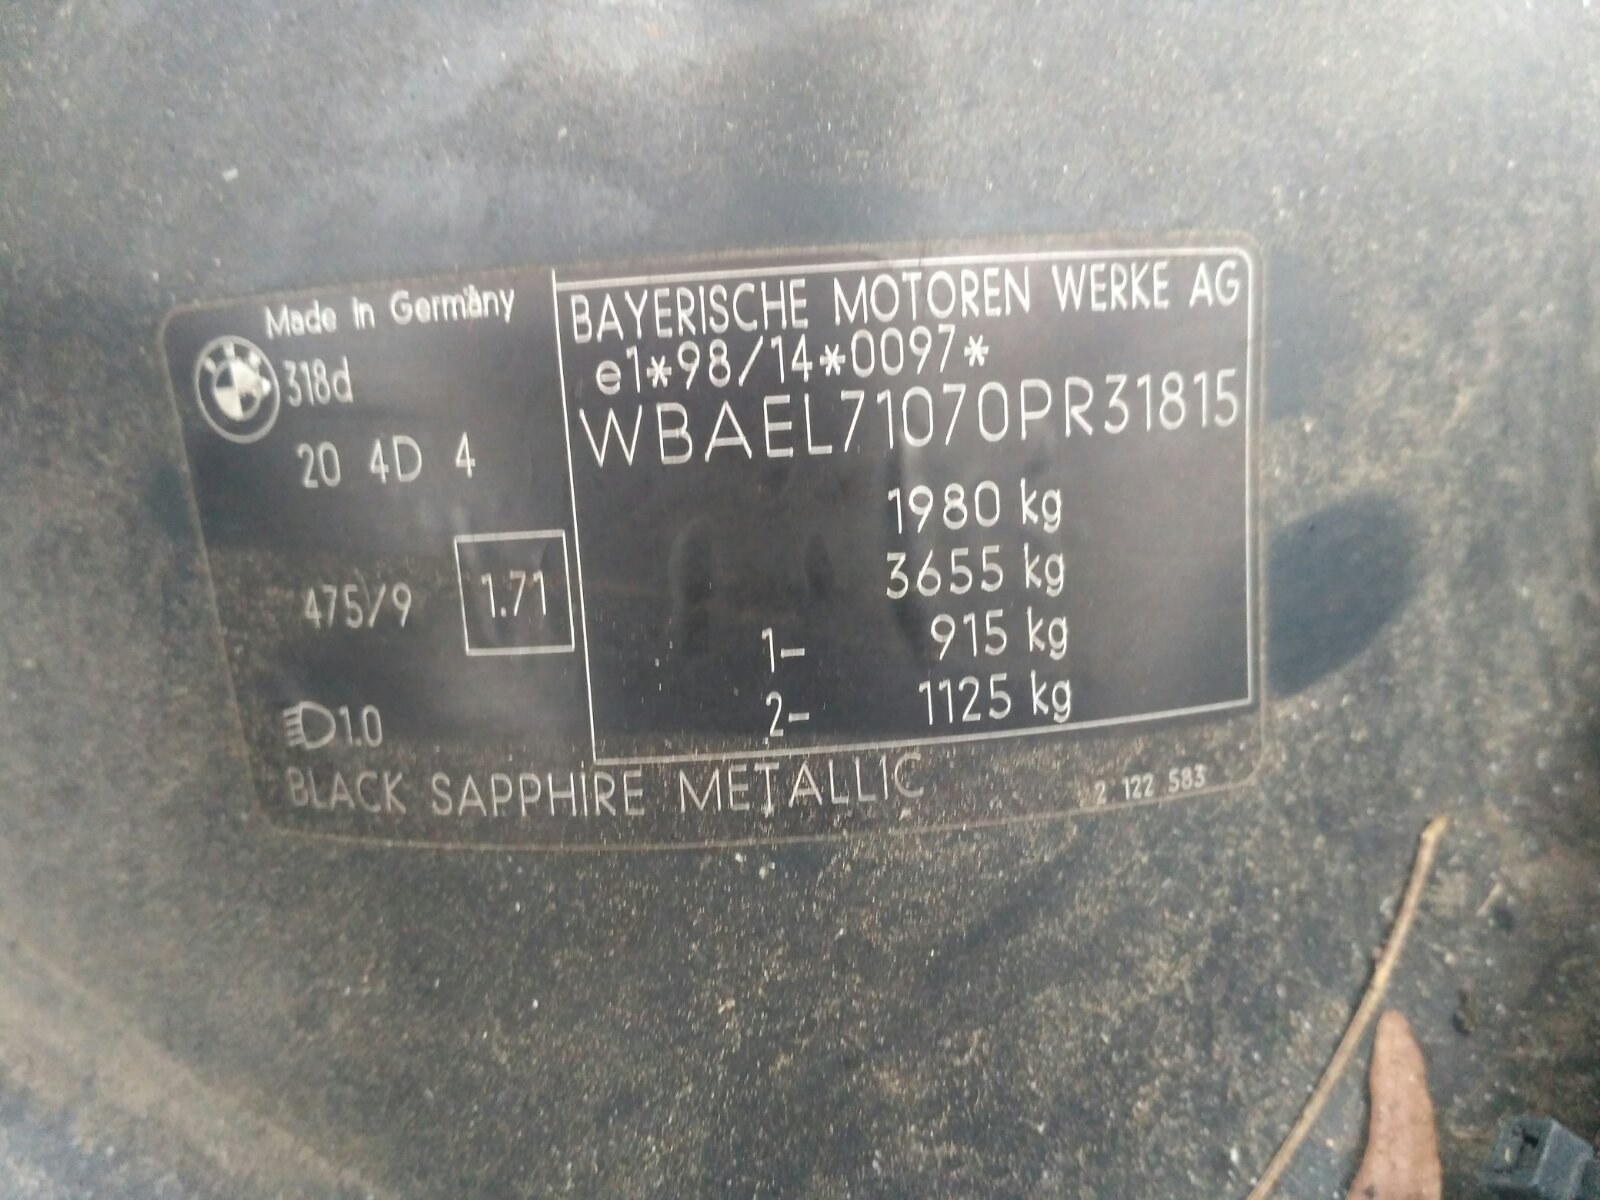 Made in Germany
318d
20 4D 4
475/9 1.71
1.0
BAYERISCHE MOTOREN WERKE AG
e1*98/14*0097*
WBAEL71070PR31815
1980 kg
3655 kg
1- 915 kg
2- 1125 kg
BLACK SAPPHIRE METALLIC
2 122 583